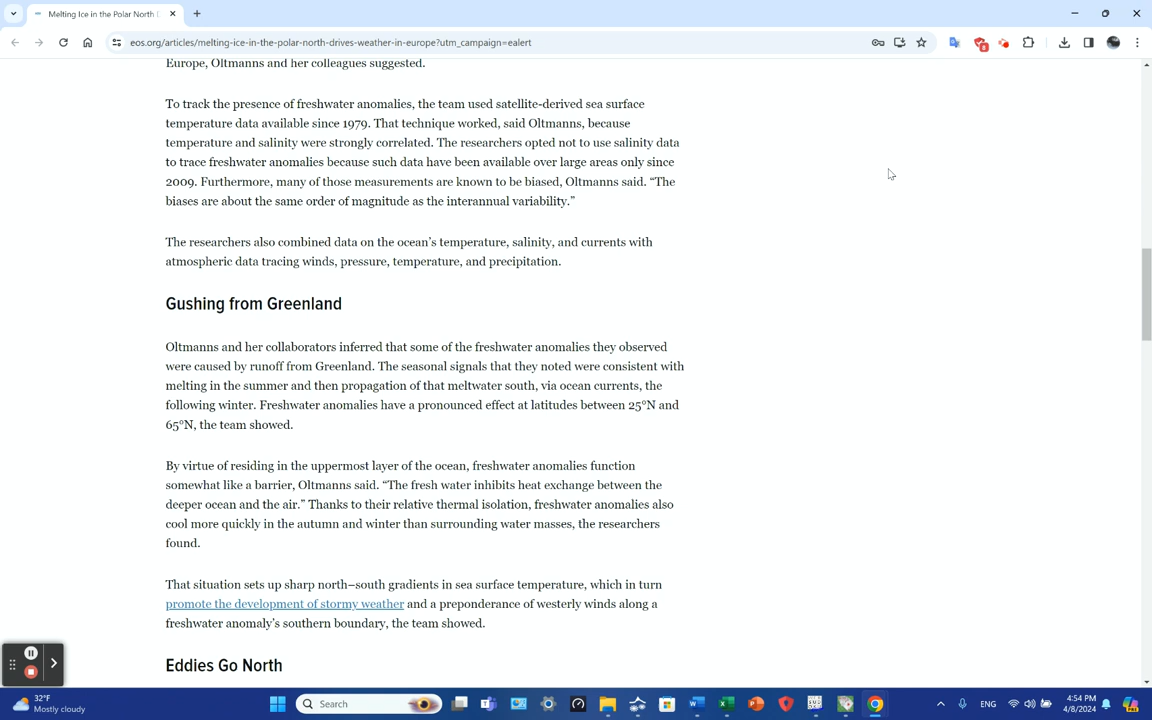 Melting Ice in the Polar North
eos.org/articles/melting-ice-in-the-polar-north-drives-weather-in-europe?utm_campaign=ealert
8
Europe, Oltmanns and her colleagues suggested.
To track the presence of freshwater anomalies, the team used satellite-derived sea surface
temperature data available since 1979. That technique worked, said Oltmanns, because
temperature and salinity were strongly correlated. The researchers opted not to use salinity data
to trace freshwater anomalies because such data have been available over large areas only since
2009. Furthermore, many of those measurements are known to be biased, Oltmanns said. “The
biases are about the same order of magnitude as the interannual variability.”
The researchers also combined data on the ocean’s temperature, salinity, and currents with
atmospheric data tracing winds, pressure, temperature, and precipitation.
Gushing from Greenland
Oltmanns and her collaborators inferred that some of the freshwater anomalies they observed
were caused by runoff from Greenland. The seasonal signals that they noted were consistent with
melting in the summer and then propagation of that meltwater south, via ocean currents, the
following winter. Freshwater anomalies have a pronounced effect at latitudes between 25°N and
65°N, the team showed.
By virtue of residing in the uppermost layer of the ocean, freshwater anomalies function
somewhat like a barrier, Oltmanns said. “The fresh water inhibits heat exchange between the
deeper ocean and the air.” Thanks to their relative thermal isolation, freshwater anomalies also
cool more quickly in the autumn and winter than surrounding water masses, the researchers
found.
That situation sets up sharp north–south gradients in sea surface temperature, which in turn
promote the development of stormy weather and a preponderance of westerly winds along a
freshwater anomaly’s southern boundary, the team showed.
Eddies Go North
32°F
Mostly cloudy
Search
ENG
4:54 PM
4/8/2024